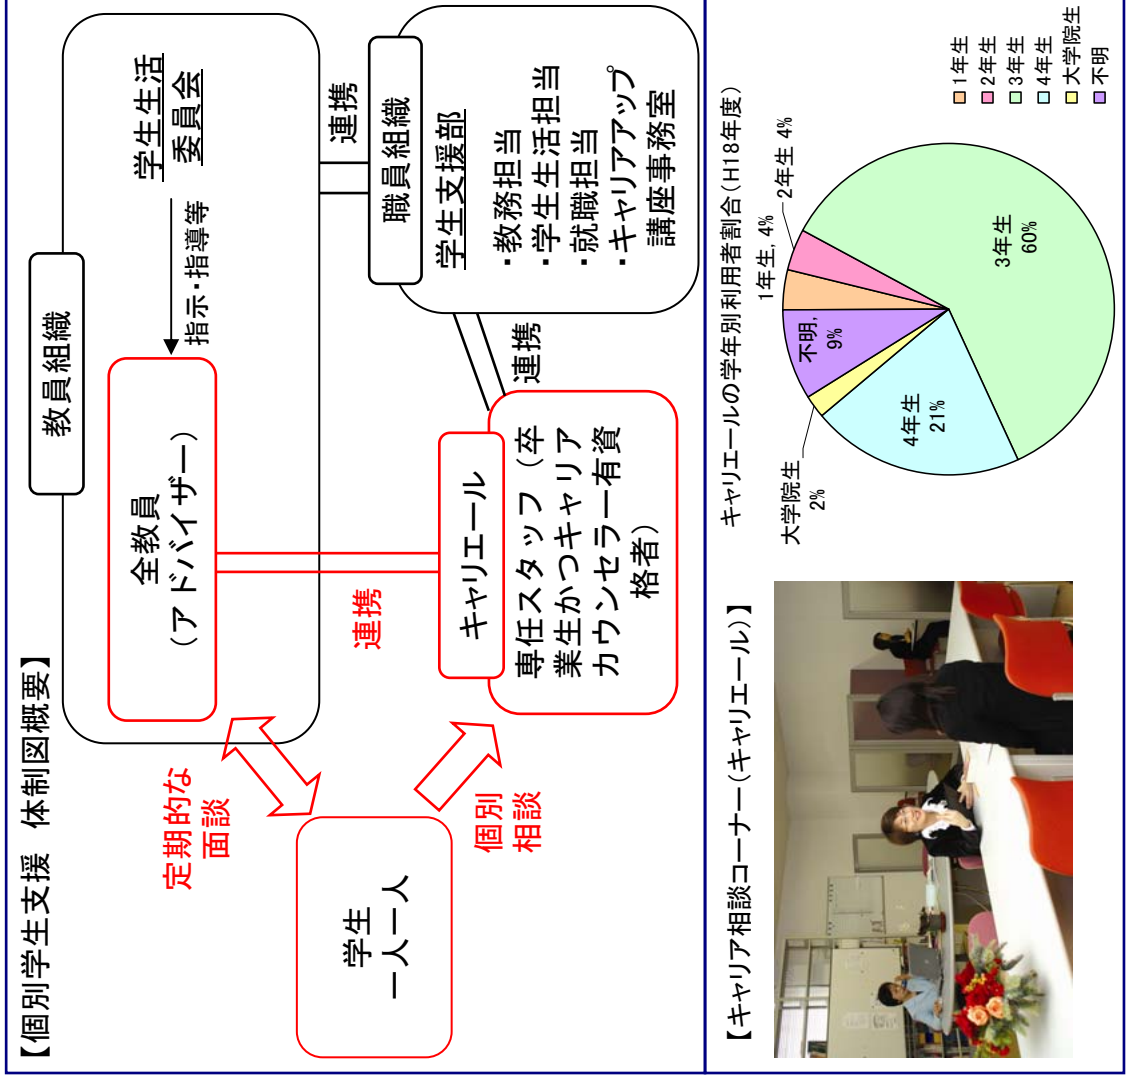 【個別学生支援　体制図概要】
教員組織
学生生活
委員会
指示・指導等
全教員
（アドバイザー）
定期的な
面談
学生
一人一人
個別
相談
連携
キャリエール
専任スタッフ（卒
業生かつキャリア
カウンセラー有資
格者）
連携
連携
職員組織
学生支援部
・教務担当
・学生生活担当
・就職担当
・キャリアアップ
講座事務室
【キャリア相談コーナー（キャリエール）】
キャリエールの学年別利用者割合（H18年度）
1年生, 4%
2年生 4%
3年生
60%
4年生
21%
大学院生
2%
不明,
9%
1年生
2年生
3年生
4年生
大学院生
不明